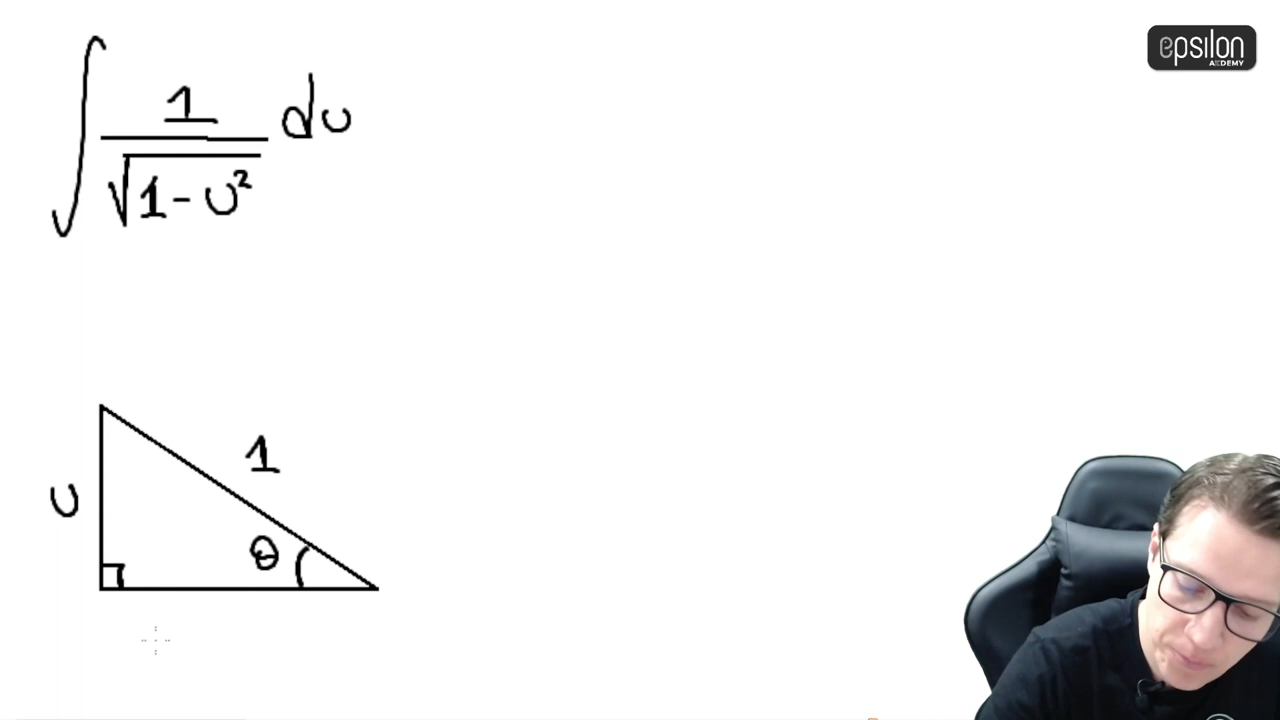 ∫ 1/√(1-u²) du
epsilon
ACADEMY
1
u
θ